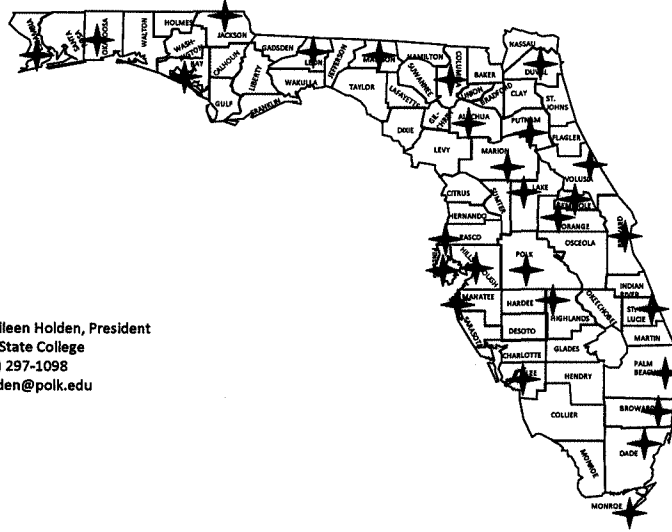 HOLMES
JACKSON
WALTON
GADSDEN
LEON
HAMILTON
NASSAU
CALHOUN
LIBERTY
WAKULLA
JEFFERSON
TAYLOR
SUWANNEE
COLUMBIA
BAKER
DUVAL
GULF
FRANKLIN
LAFAYETTE
UNION
BRADFORD
CLAY
ST.
JOHNS
DIXIE
PUTNAM
FLAGLER
LEVY
MARION
VOLUSIA
CITRUS
SUMTER
LAKE
HERNANDO
ORANGE
PASCO
OSCEOLA
HILLSBOROUGH
POLK
INDIAN
RIVER
MANATEE
HARDEE
HIGHLANDS
OKEECHOBEE
ST.
LUCIE
SARASOTA
DESOTO
MARTIN
CHARLOTTE
GLADES
PALM
BEACH
HENDRY
COLLIER
BROWARD
DADE
MONROE
MONROE
ileen Holden, President
State College
297-1098
den@polk.edu